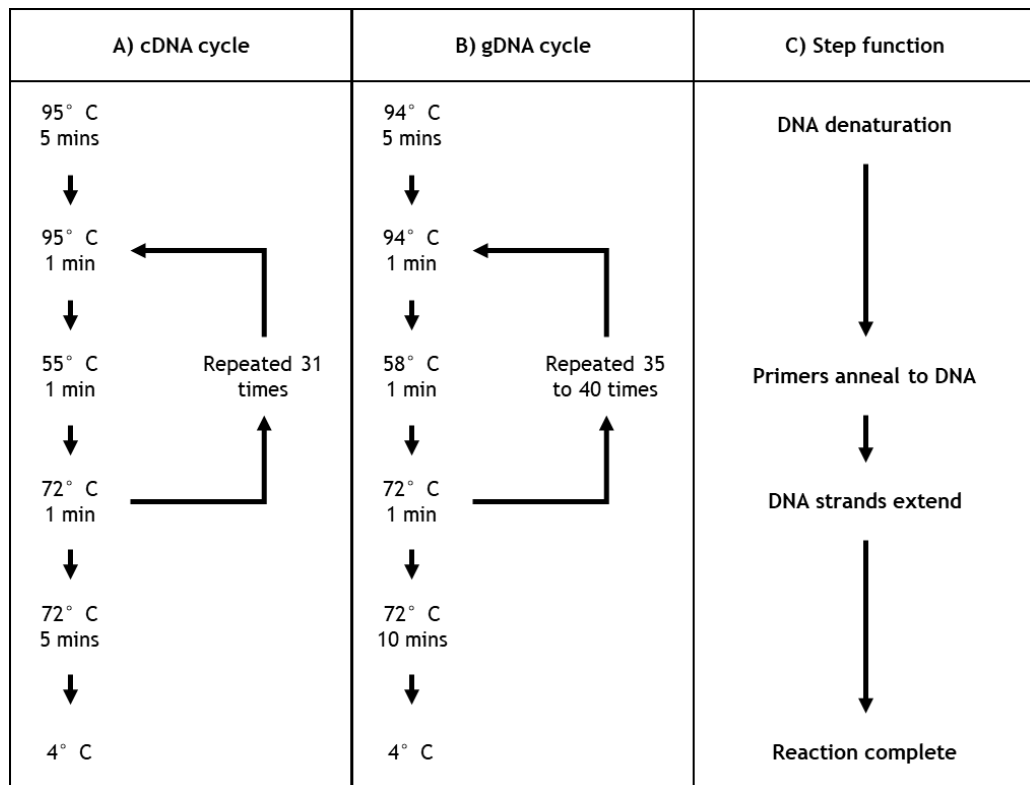 A) cDNA cycle
B) gDNA cycle
C) Step function
95° C
5 mins
95° C
1 min
55° C
1 min
Repeated 31
times
72° C
1 min
72° C
5 mins
4° C
94° C
5 mins
94° C
1 min
58° C
1 min
Repeated 35
to 40 times
72° C
1 min
72° C
10 mins
4° C
DNA denaturation
Primers anneal to DNA
DNA strands extend
Reaction complete